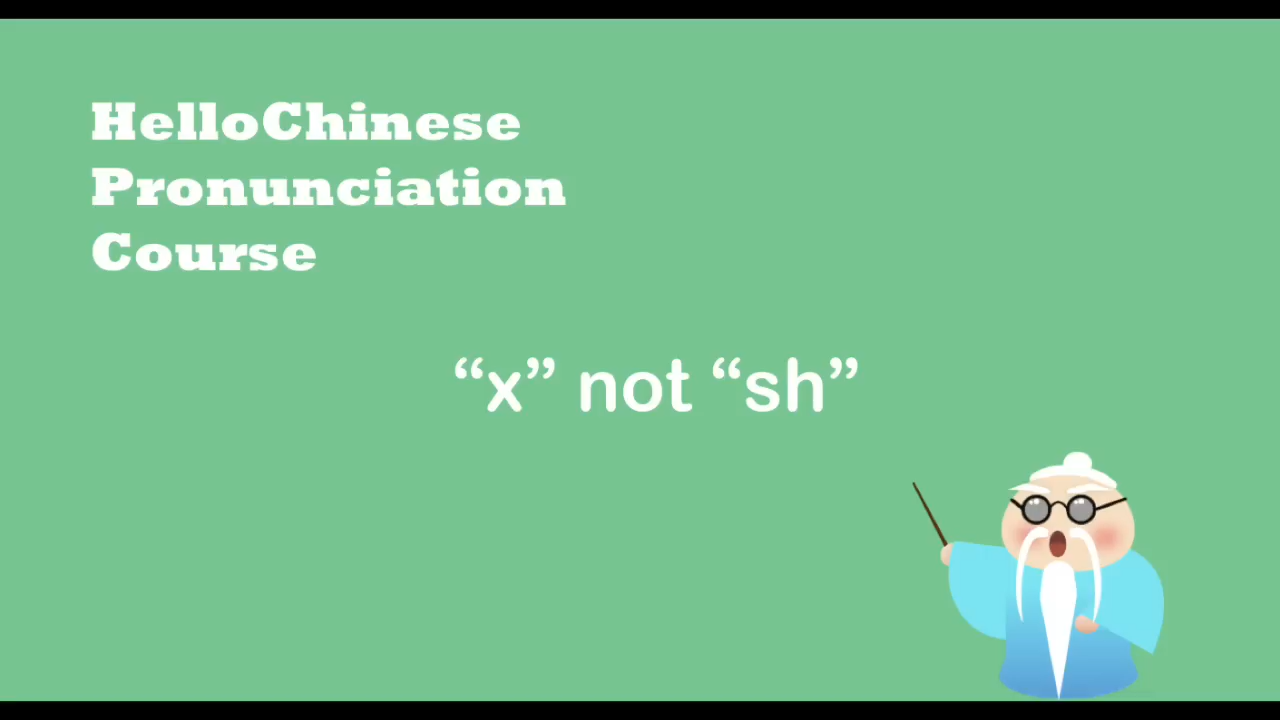 HelloChinese
Pronunciation
Course
“x” not “sh”